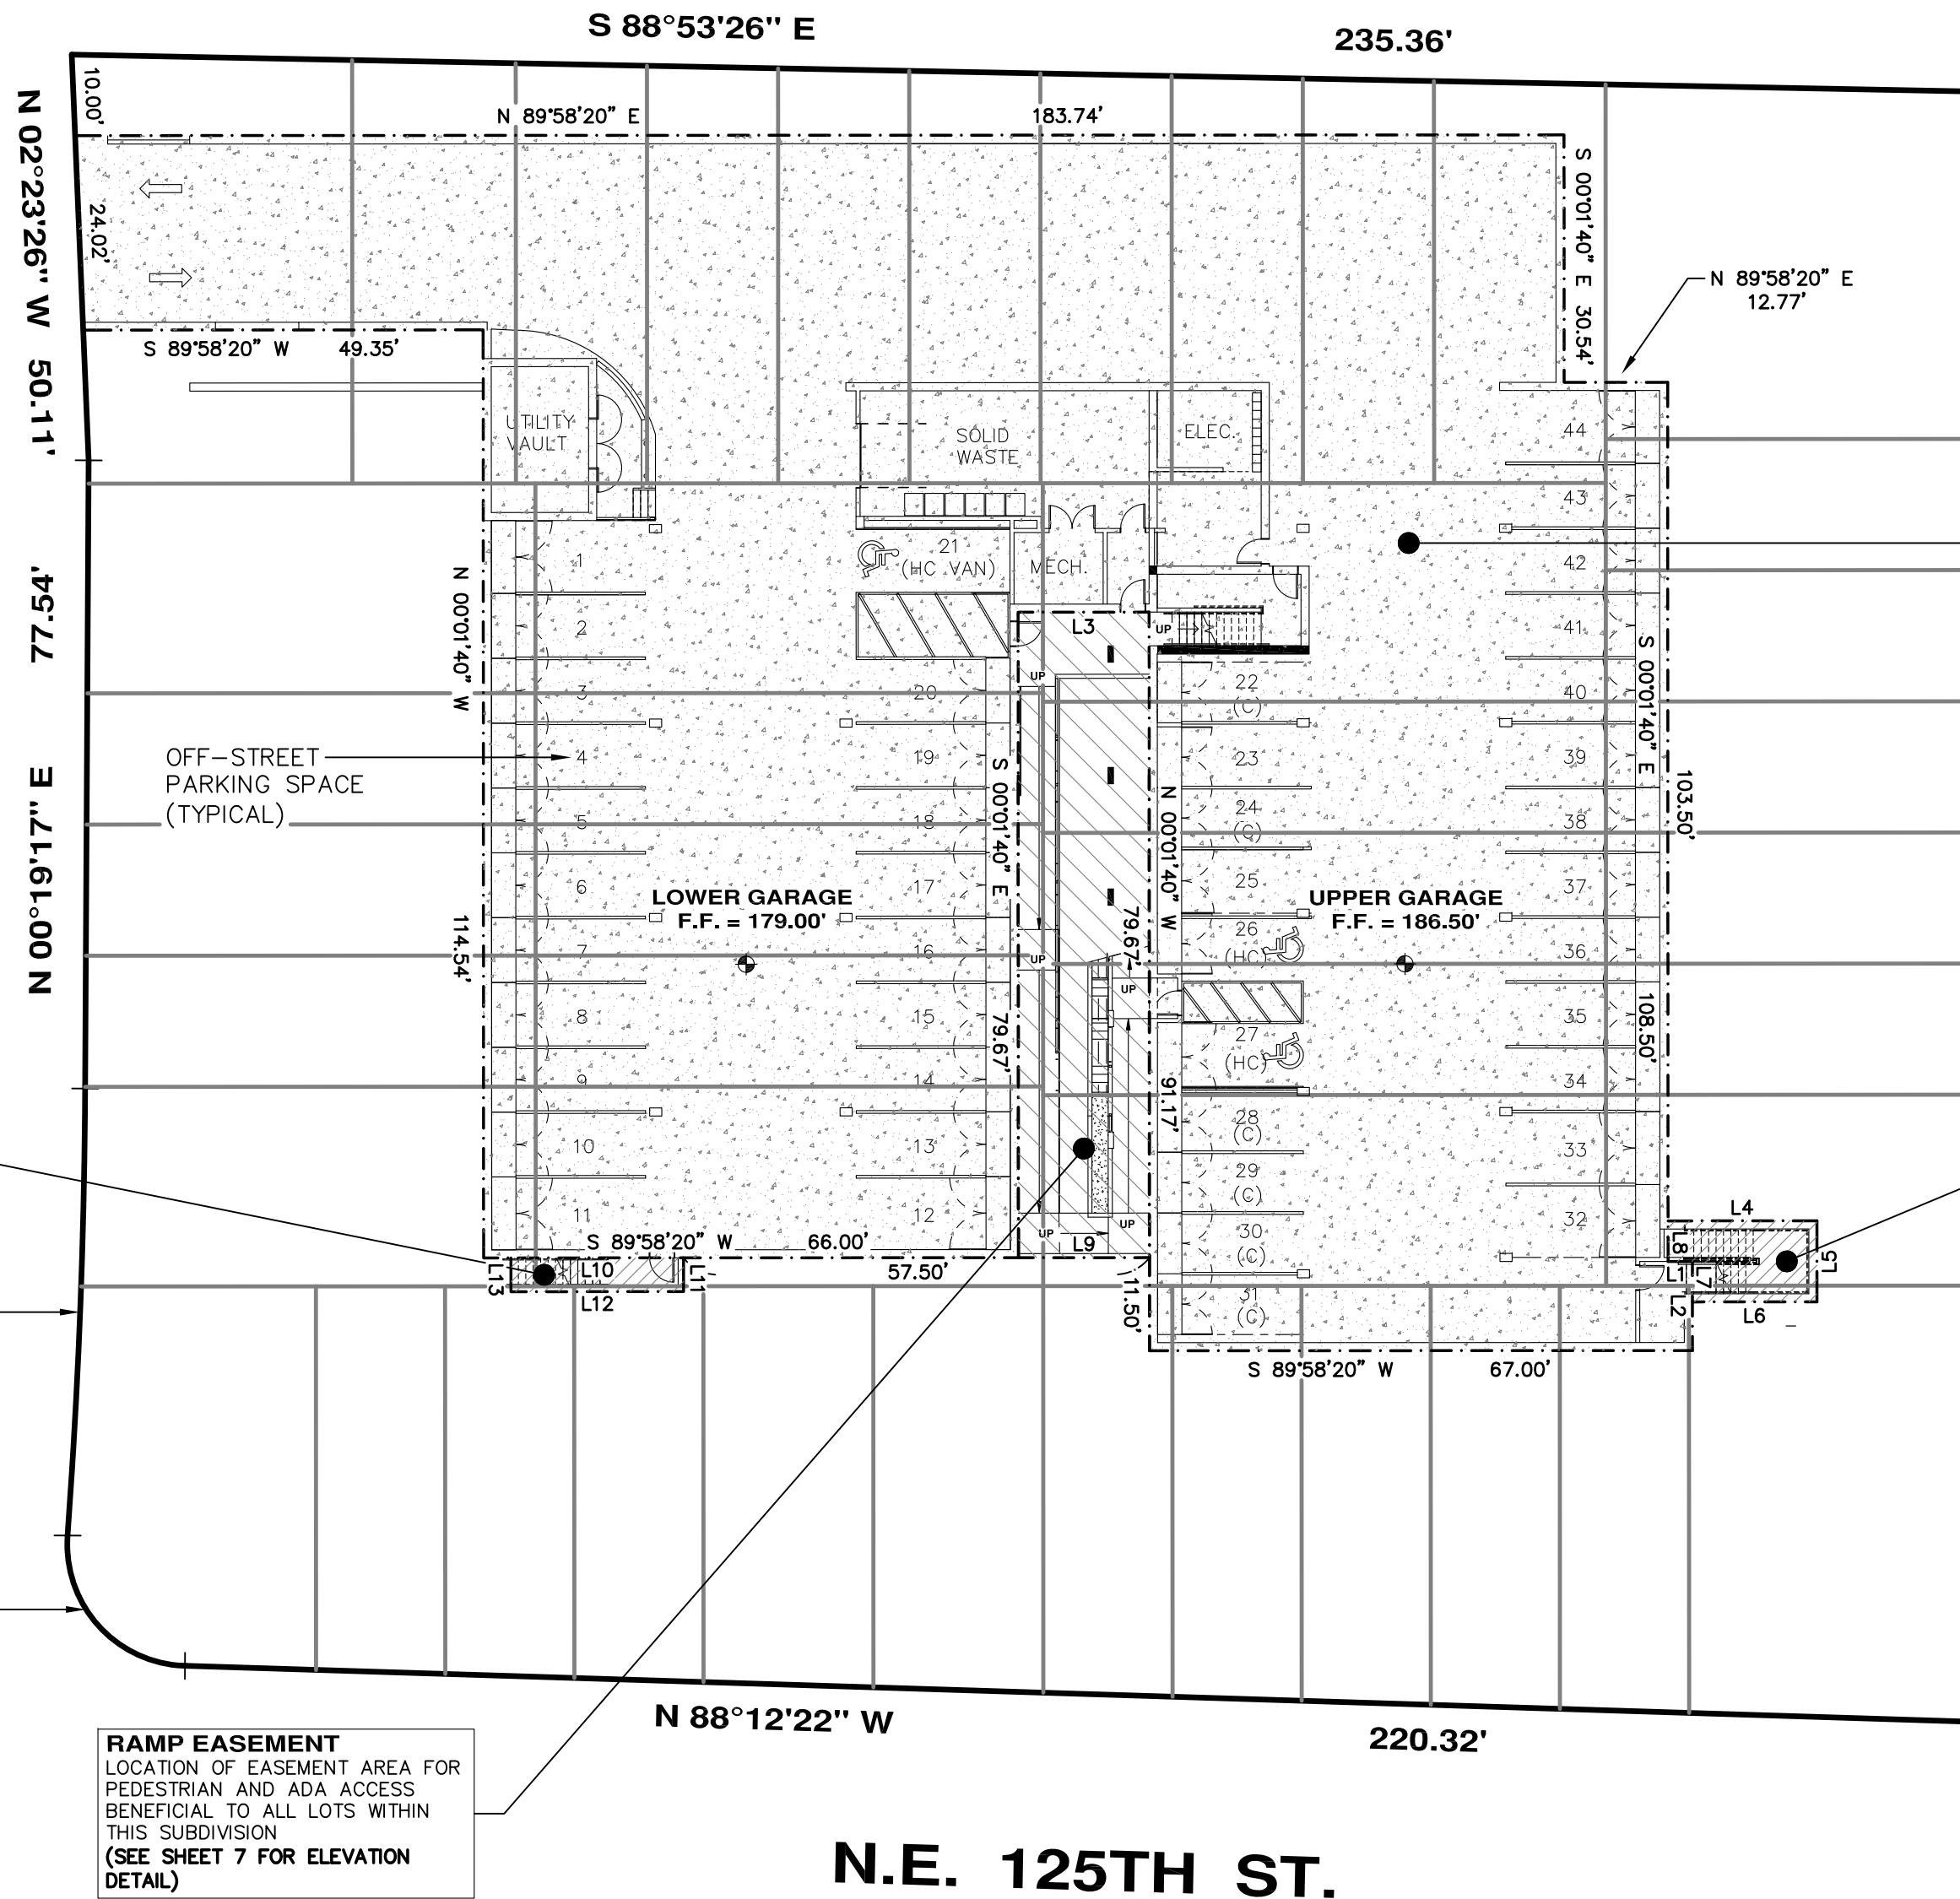 S 88°53'26" E
235.36'
10.00'
N 89°58'20" E
183.74'
N 02°23'26" W 50.11'
24.02'
S 00°01'40" E 30.54'
N 89°58'20" E
12.77'
S 89°58'20" W
49.35'
UTILITY
VAULT
SOLID
WASTE
ELEC.
44
43
42
41
40
39
38
37
36
35
34
33
32
1
2
3
4
5
6
7
8
9
10
11
21
(HC VAN)
MECH.
L3
UP
UP
20
19
18
17
16
15
14
13
12
22
(C)
23
24
(C)
25
26
(HC)
27
(HC)
28
(C)
29
(C)
30
(C)
31
(C)
N 00°01'40" W
114.54'
S 00°01'40" E
79.67'
N 00°01'40" W
79.67'
91.17'
S 00°01'40" E
103.50'
108.50'
77.54'
N 00°16'17" E
OFF-STREET
PARKING SPACE
(TYPICAL)
LOWER GARAGE
F.F. = 179.00'
UPPER GARAGE
F.F. = 186.50'
UP
UP
UP
UP
L9
S 89°58'20" W
66.00'
57.50'
11.50'
L13
L10
L11
L12
L4
L5
L8
L1
L7
L2
L6
S 89°58'20" W
67.00'
N 88°12'22" W
220.32'
RAMP EASEMENT
LOCATION OF EASEMENT AREA FOR
PEDESTRIAN AND ADA ACCESS
BENEFICIAL TO ALL LOTS WITHIN
THIS SUBDIVISION
(SEE SHEET 7 FOR ELEVATION
DETAIL)
N.E. 125TH ST.